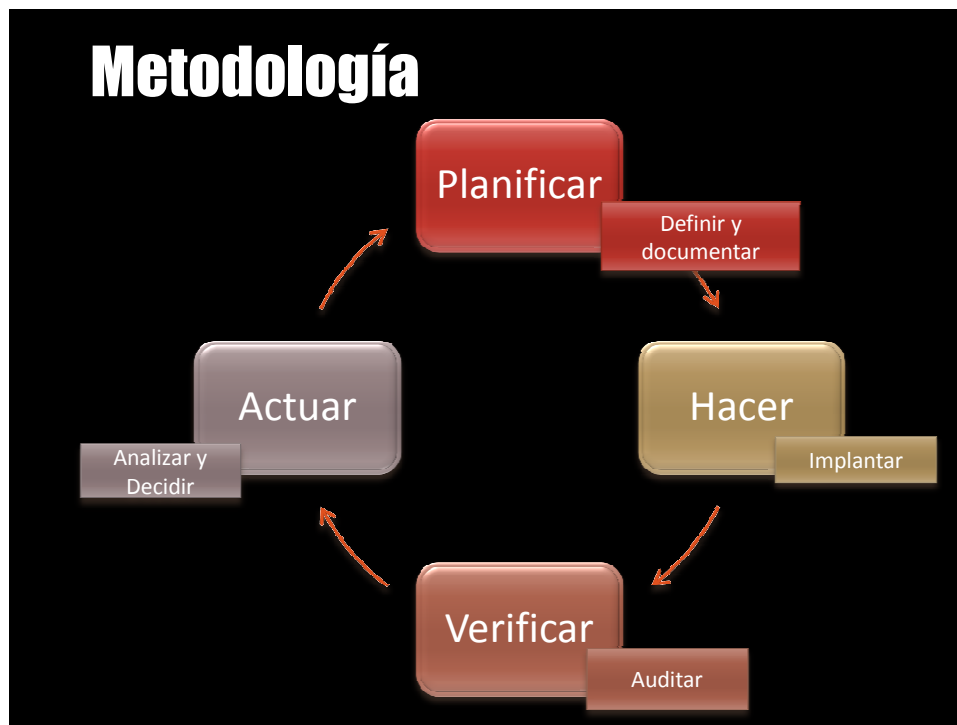 Metodología
Planificar
Definir y
documentar
Hacer
Implantar
Verificar
Auditar
Actuar
Analizar y
Decidir